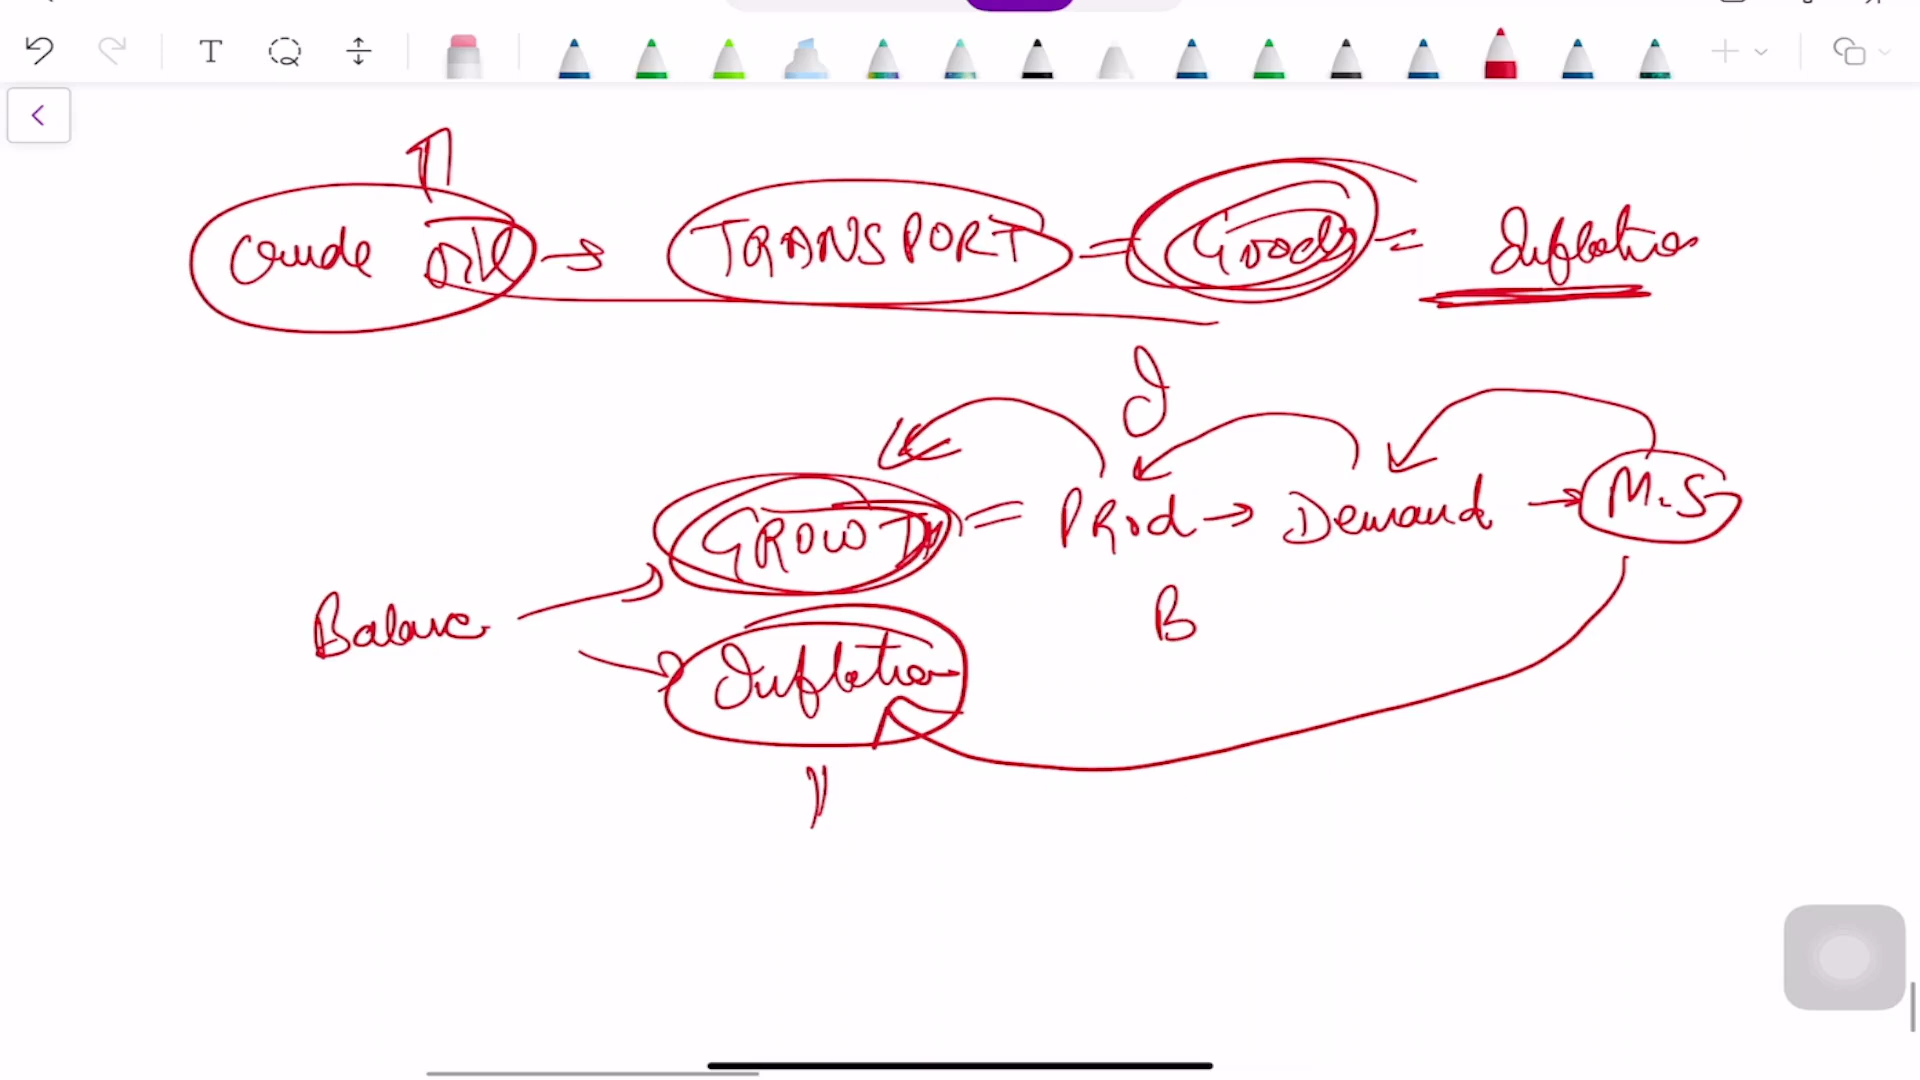 T
Crude oil → TRANSPORT = Goods = Inflation
GROWTH = PRod → Demand → M.S
Balance
B
Inflation